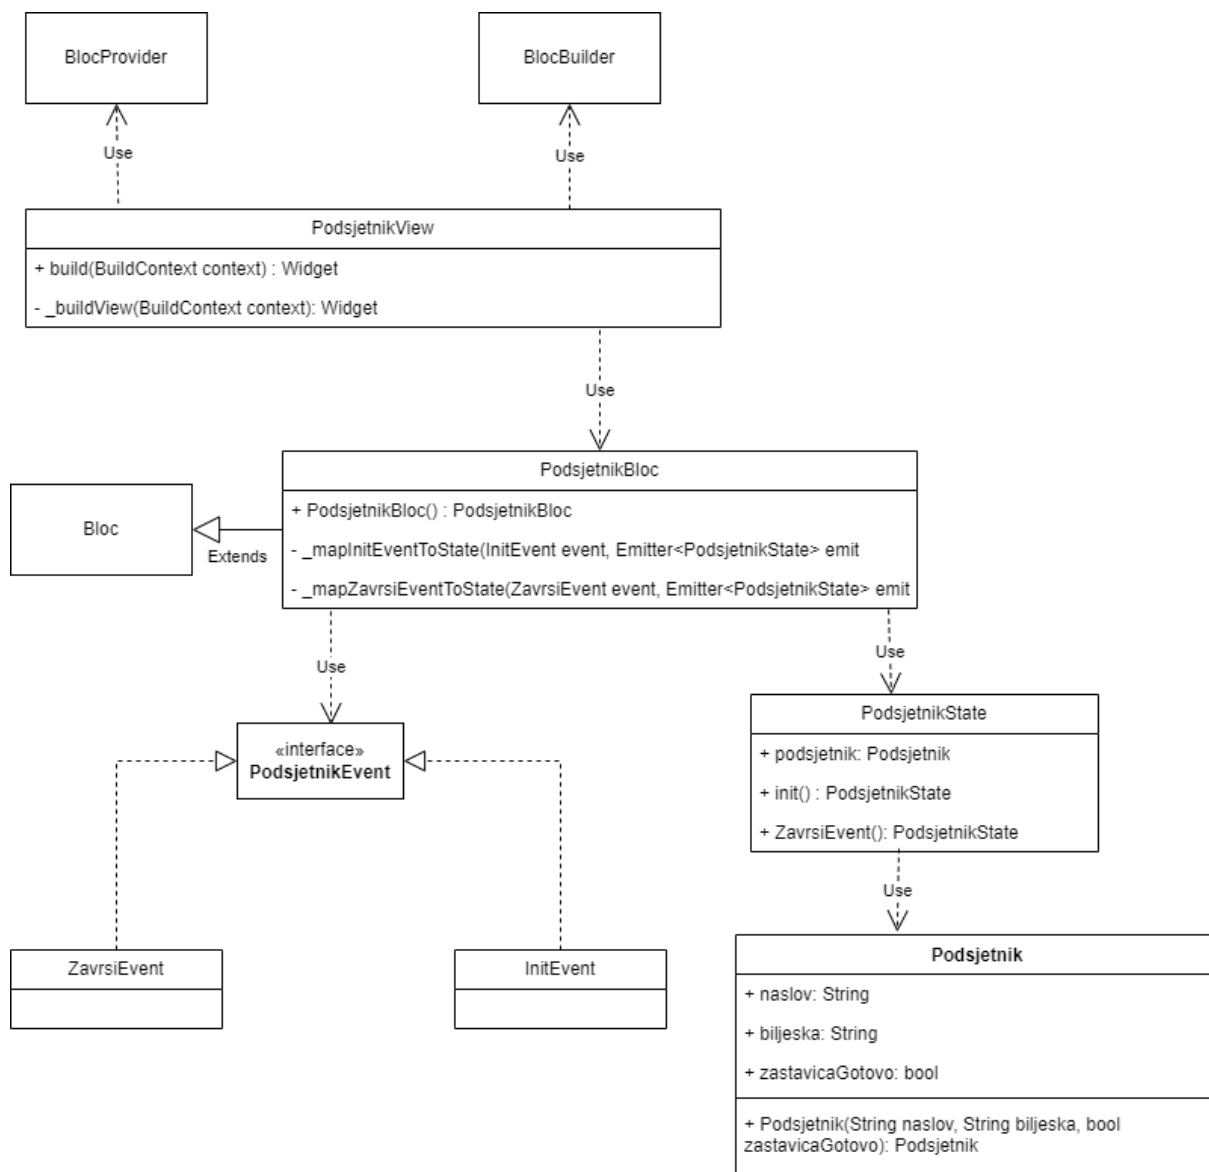 BlocProvider
BlocBuilder
Use
Use
PodsjetnikView
+ build(BuildContext context) : Widget
- _buildView(BuildContext context): Widget
Use
PodsjetnikBloc
+ PodsjetnikBloc() : PodsjetnikBloc
- _mapInitEventToState(InitEvent event, Emitter<PodsjetnikState> emit
- _mapZavrsiEventToState(ZavrsiEvent event, Emitter<PodsjetnikState> emit
Bloc
Extends
Use
Use
«interface»
PodsjetnikEvent
PodsjetnikState
+ podsjetnik: Podsjetnik
+ init() : PodsjetnikState
+ ZavrsiEvent(): PodsjetnikState
Use
ZavrsiEvent
InitEvent
Podsjetnik
+ naslov: String
+ biljeska: String
+ zastavicaGotovo: bool
+ Podsjetnik(String naslov, String biljeska, bool
zastavicaGotovo): Podsjetnik